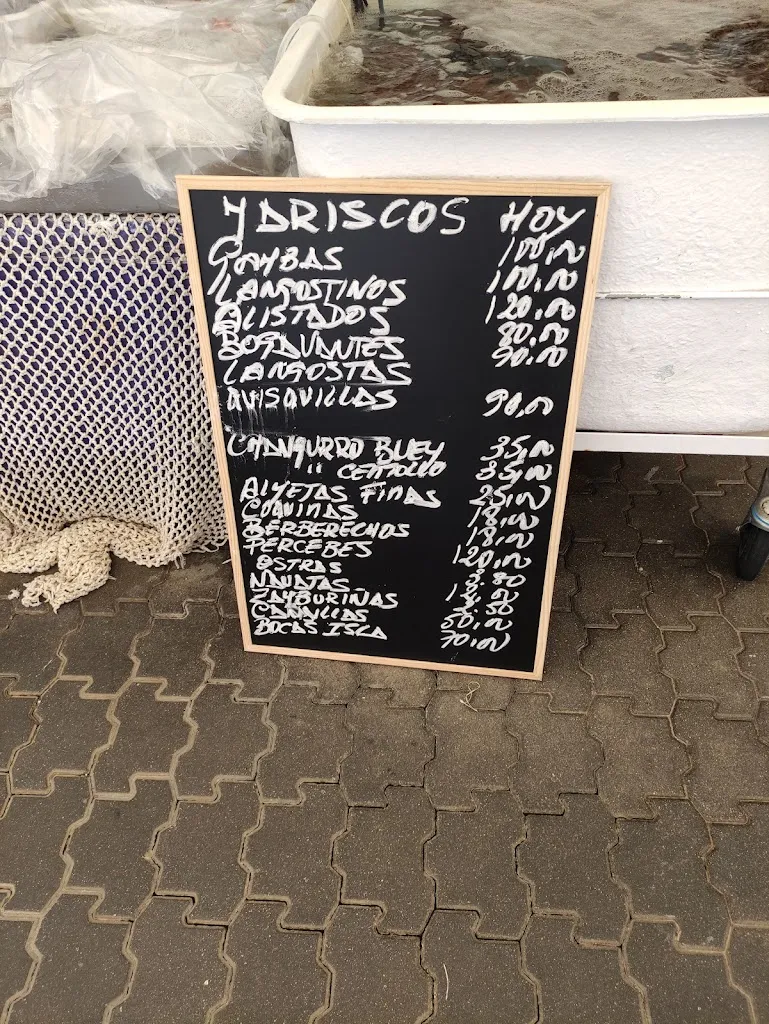 MARISCOS HOY
GAMBAS 100,00
LANGOSTINOS 100,00
ALISTADOS 120,00
BOGAVANTES 80,00
LANGOSTAS 90,00
QUISQUILLAS 90,00
CHANGURRO BUEY 35,00
" CENTOLLO 35,00
ALMEJAS FINAS 25,00
COQUINAS 18,00
BERBERECHOS 18,00
PERCEBES 120,00
OSTRAS 3.80
NAVAJAS
ZAMBURIÑAS
CAÑAILLAS 50,00
BOCAS ISLA 70,00